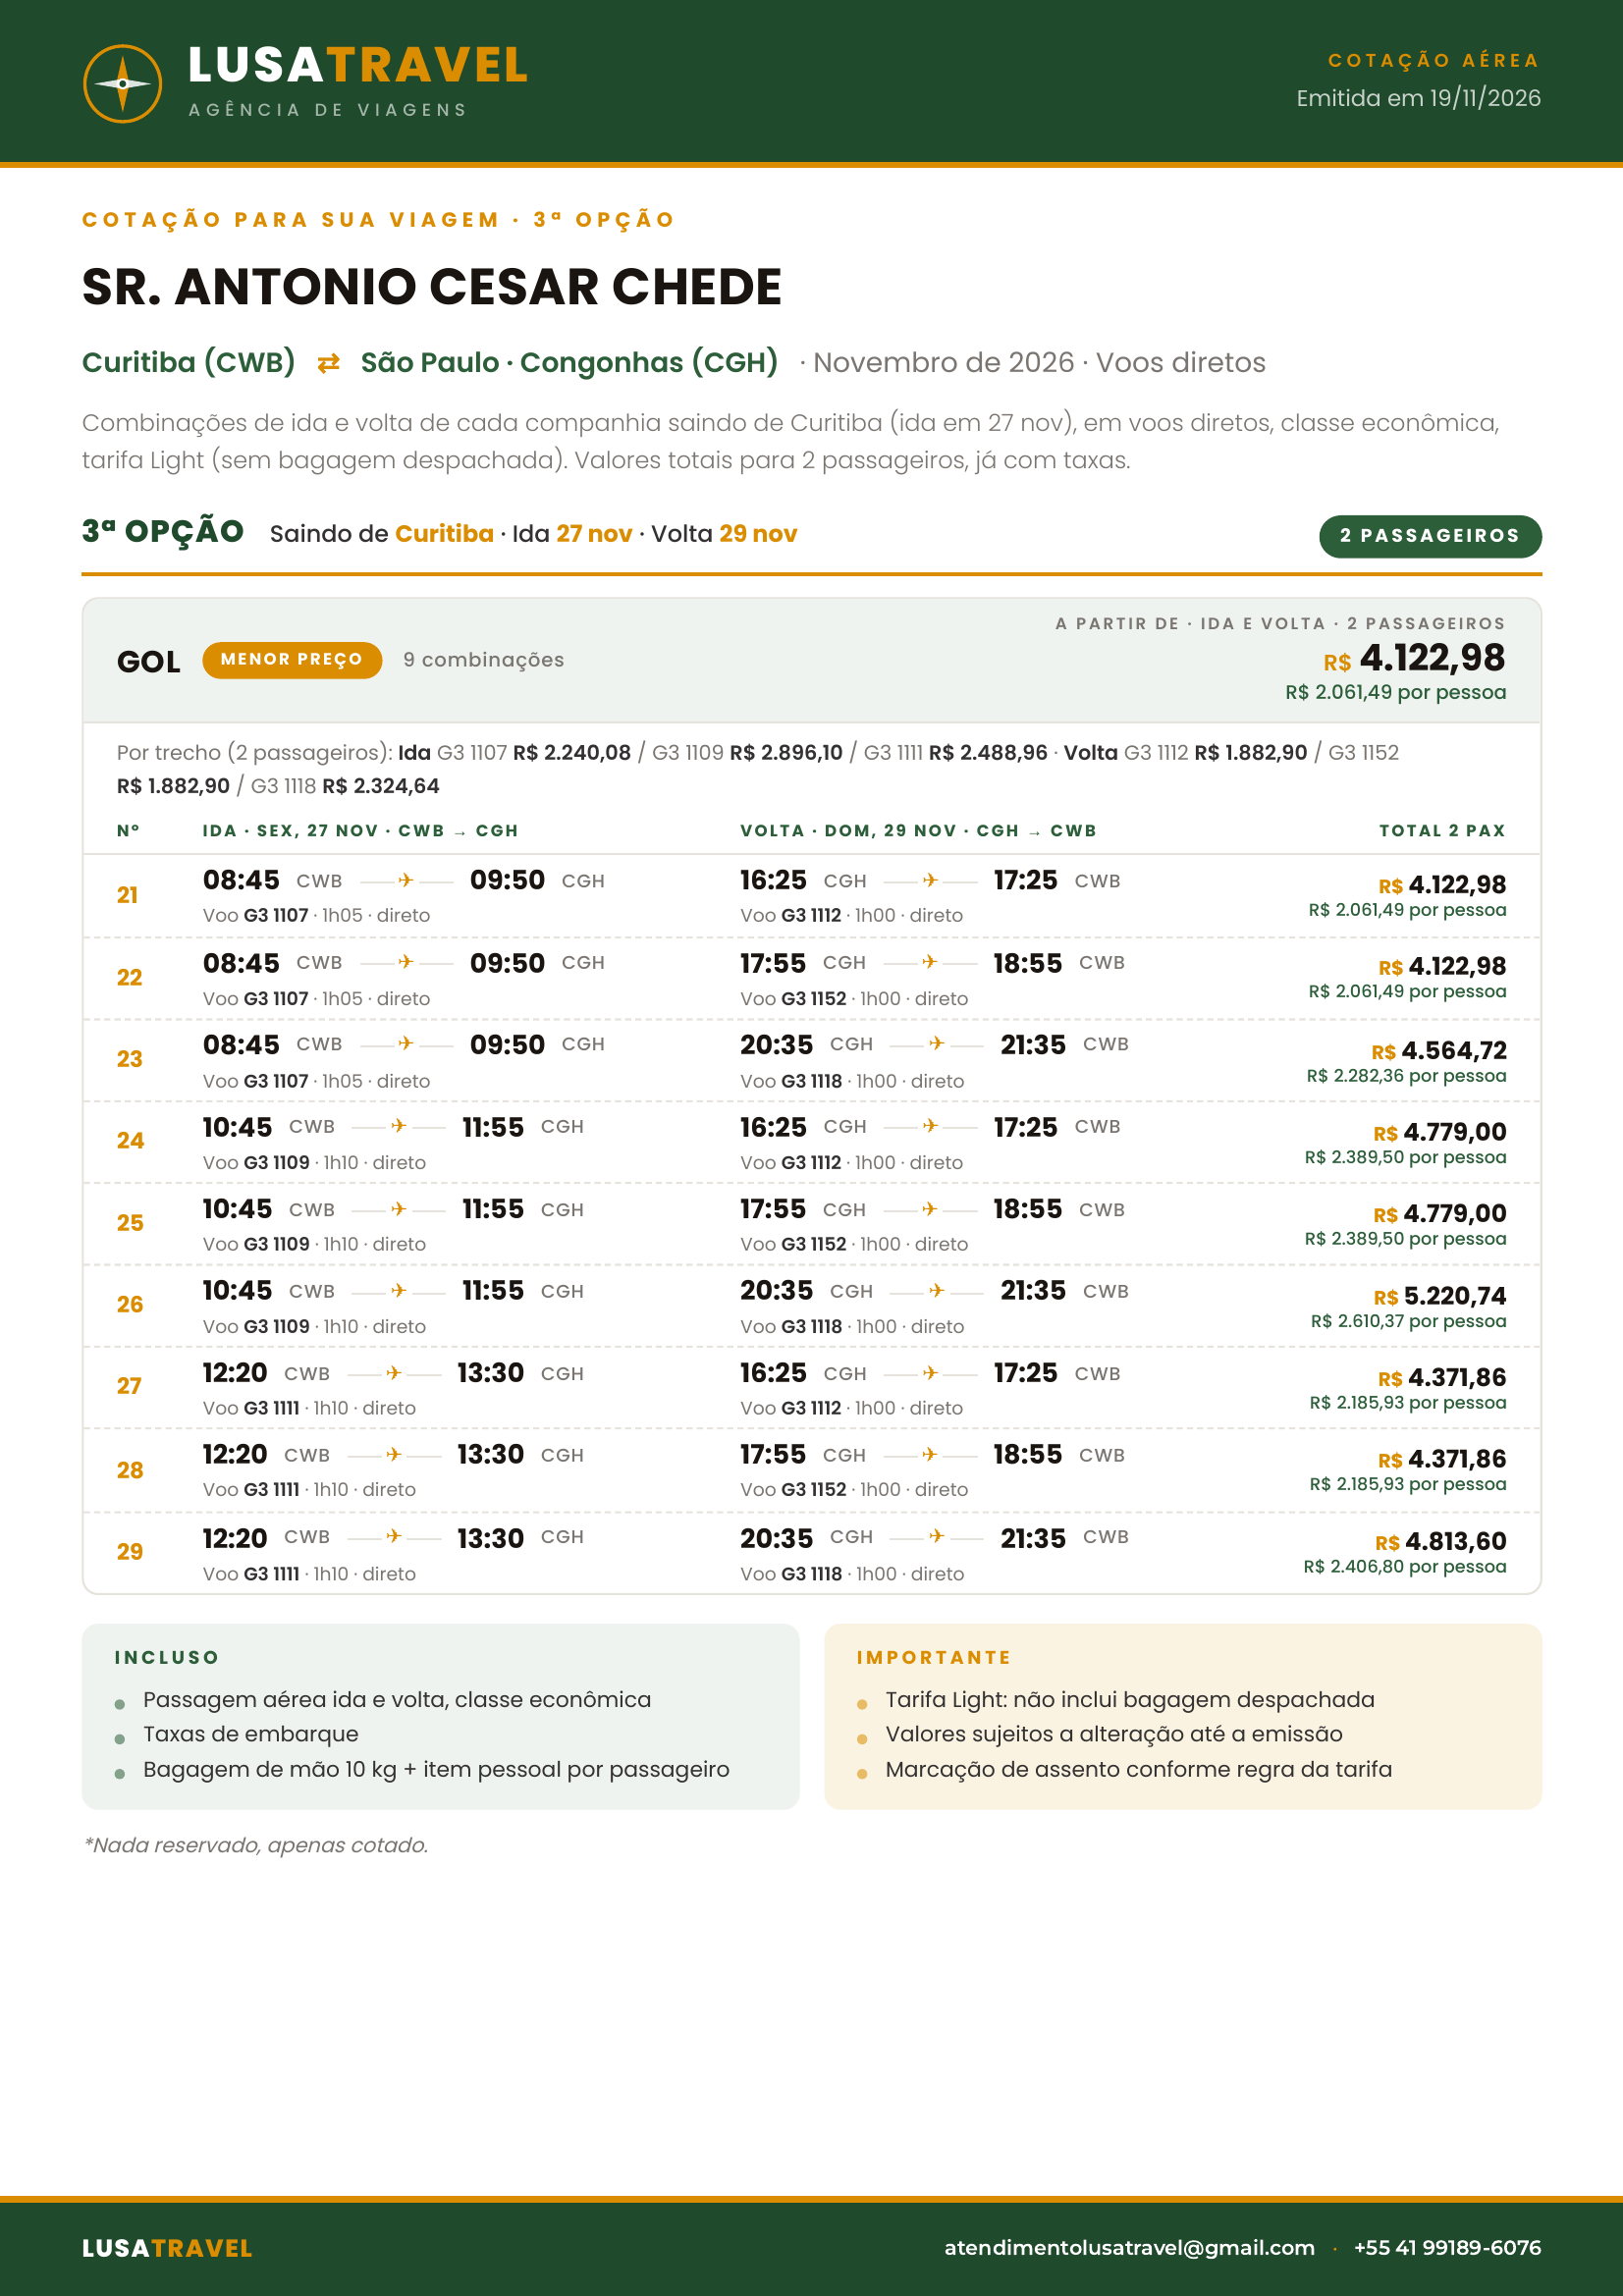 LUSATRAVEL
AGÊNCIA DE VIAGENS
COTAÇÃO AÉREA
Emitida em 19/11/2026
COTAÇÃO PARA SUA VIAGEM · 3ª OPÇÃO
SR. ANTONIO CESAR CHEDE
Curitiba (CWB) ⇄ São Paulo · Congonhas (CGH) · Novembro de 2026 · Voos diretos
Combinações de ida e volta de cada companhia saindo de Curitiba (ida em 27 nov), em voos diretos, classe econômica,
tarifa Light (sem bagagem despachada). Valores totais para 2 passageiros, já com taxas.
3ª OPÇÃO Saindo de Curitiba · Ida 27 nov · Volta 29 nov
2 PASSAGEIROS
GOL MENOR PREÇO 9 combinações
A PARTIR DE · IDA E VOLTA · 2 PASSAGEIROS
R$ 4.122,98
R$ 2.061,49 por pessoa
Por trecho (2 passageiros): Ida G3 1107 R$ 2.240,08 / G3 1109 R$ 2.896,10 / G3 1111 R$ 2.488,96 · Volta G3 1112 R$ 1.882,90 / G3 1152
R$ 1.882,90 / G3 1118 R$ 2.324,64
Nº IDA · SEX, 27 NOV · CWB → CGH VOLTA · DOM, 29 NOV · CGH → CWB TOTAL 2 PAX
21 08:45 CWB ✈ 09:50 CGH 16:25 CGH ✈ 17:25 CWB R$ 4.122,98
Voo G3 1107 · 1h05 · direto Voo G3 1112 · 1h00 · direto R$ 2.061,49 por pessoa
22 08:45 CWB ✈ 09:50 CGH 17:55 CGH ✈ 18:55 CWB R$ 4.122,98
Voo G3 1107 · 1h05 · direto Voo G3 1152 · 1h00 · direto R$ 2.061,49 por pessoa
23 08:45 CWB ✈ 09:50 CGH 20:35 CGH ✈ 21:35 CWB R$ 4.564,72
Voo G3 1107 · 1h05 · direto Voo G3 1118 · 1h00 · direto R$ 2.282,36 por pessoa
24 10:45 CWB ✈ 11:55 CGH 16:25 CGH ✈ 17:25 CWB R$ 4.779,00
Voo G3 1109 · 1h10 · direto Voo G3 1112 · 1h00 · direto R$ 2.389,50 por pessoa
25 10:45 CWB ✈ 11:55 CGH 17:55 CGH ✈ 18:55 CWB R$ 4.779,00
Voo G3 1109 · 1h10 · direto Voo G3 1152 · 1h00 · direto R$ 2.389,50 por pessoa
26 10:45 CWB ✈ 11:55 CGH 20:35 CGH ✈ 21:35 CWB R$ 5.220,74
Voo G3 1109 · 1h10 · direto Voo G3 1118 · 1h00 · direto R$ 2.610,37 por pessoa
27 12:20 CWB ✈ 13:30 CGH 16:25 CGH ✈ 17:25 CWB R$ 4.371,86
Voo G3 1111 · 1h10 · direto Voo G3 1112 · 1h00 · direto R$ 2.185,93 por pessoa
28 12:20 CWB ✈ 13:30 CGH 17:55 CGH ✈ 18:55 CWB R$ 4.371,86
Voo G3 1111 · 1h10 · direto Voo G3 1152 · 1h00 · direto R$ 2.185,93 por pessoa
29 12:20 CWB ✈ 13:30 CGH 20:35 CGH ✈ 21:35 CWB R$ 4.813,60
Voo G3 1111 · 1h10 · direto Voo G3 1118 · 1h00 · direto R$ 2.406,80 por pessoa
INCLUSO
Passagem aérea ida e volta, classe econômica
Taxas de embarque
Bagagem de mão 10 kg + item pessoal por passageiro
IMPORTANTE
Tarifa Light: não inclui bagagem despachada
Valores sujeitos a alteração até a emissão
Marcação de assento conforme regra da tarifa
*Nada reservado, apenas cotado.
LUSATRAVEL
atendimentolusatravel@gmail.com · +55 41 99189-6076